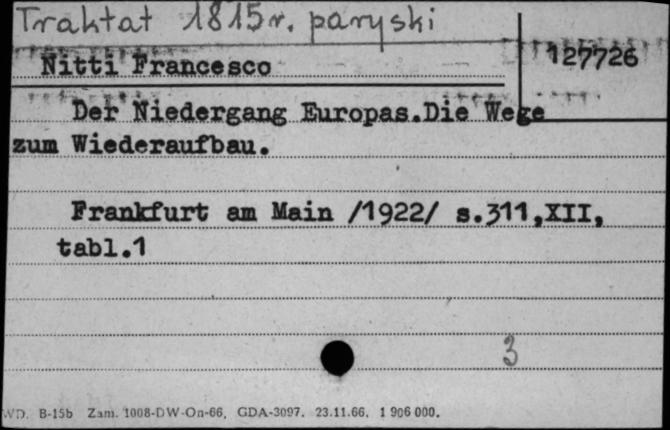 Traktat 1815r. paryski
Nitti Francesco
127726
Der Niedergang Europas.Die Wege
zum Wiederaufbau.
Frankfurt am Main /1922/ s.311,XII,
tabl.1
3
WD. B-15b Zam. 1008-DW-On-66, GDA-3097. 23.11.66. 1 906 000.